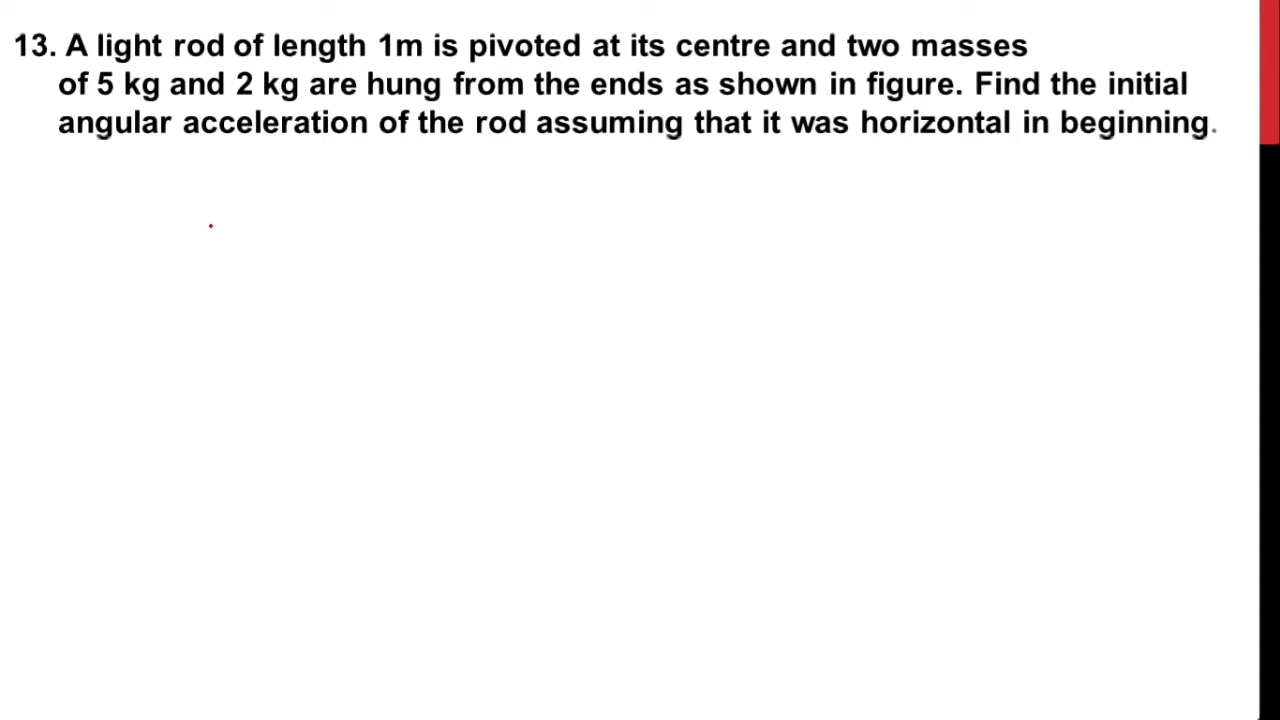 13. A light rod of length 1m is pivoted at its centre and two masses
of 5 kg and 2 kg are hung from the ends as shown in figure. Find the initial
angular acceleration of the rod assuming that it was horizontal in beginning.